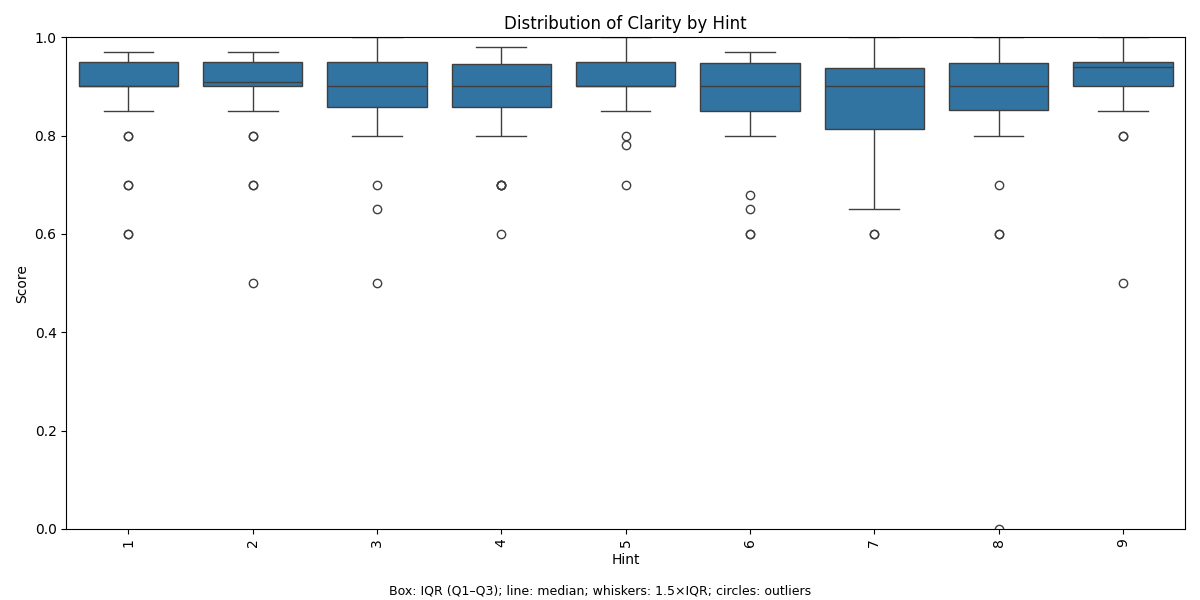 Distribution of Clarity by Hint
1.0
0.8
0.6
0.4
0.2
0.0
Score
1 2 3 4 5 6 7 8 9
Hint
Box: IQR (Q1–Q3); line: median; whiskers: 1.5×IQR; circles: outliers